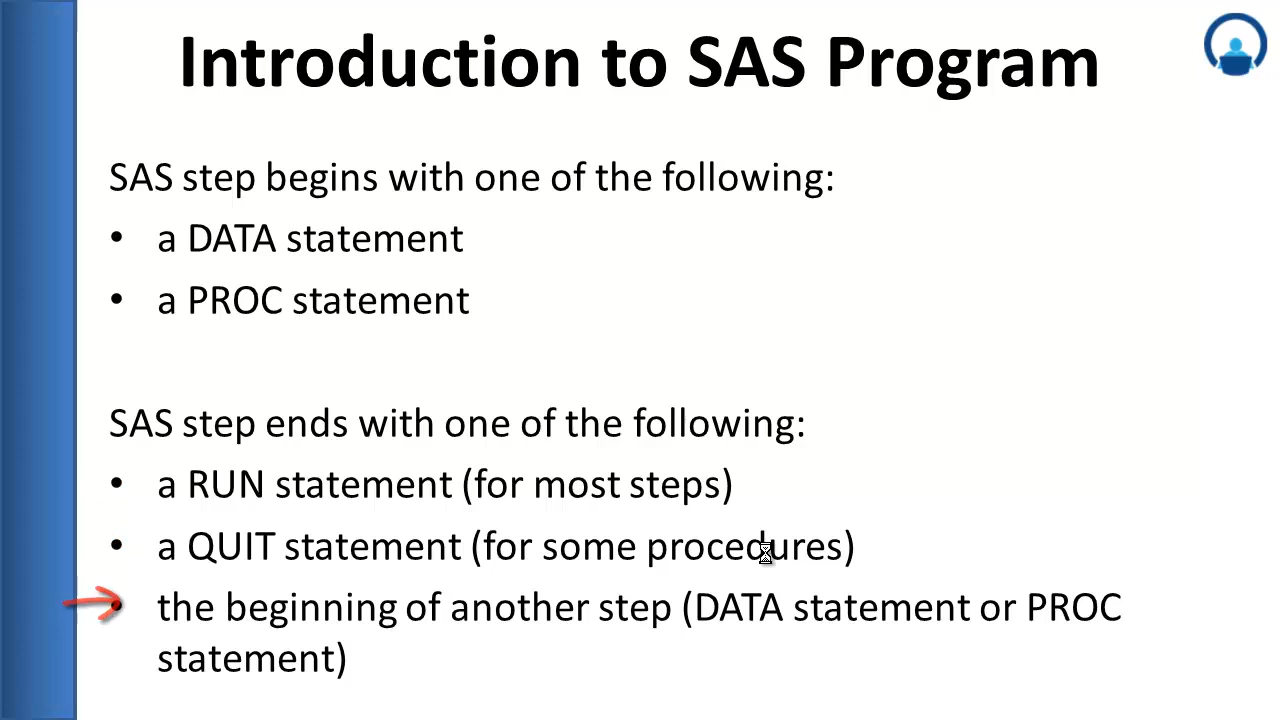 Introduction to SAS Program
SAS step begins with one of the following:
• a DATA statement
• a PROC statement
SAS step ends with one of the following:
• a RUN statement (for most steps)
• a QUIT statement (for some procedures)
• the beginning of another step (DATA statement or PROC
statement)